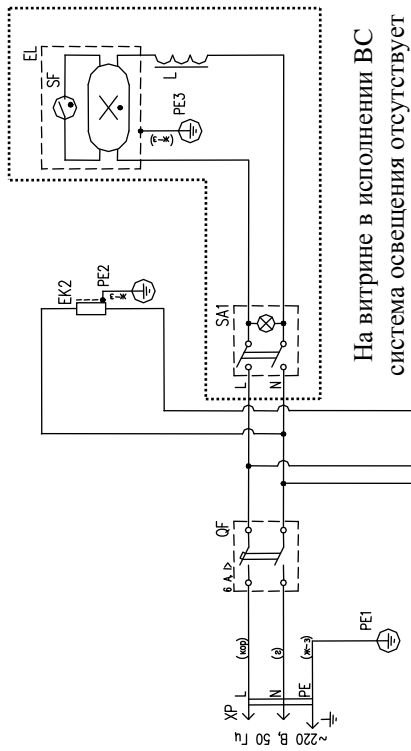 ~220 В, 50 Гц
XP
L
N
PE
(кор)
(г)
(ж-з)
PE1
6 A I>
QF
EK2
PE2
ж-з
L
N
SA1
EL
SF
L
(ж-з)
PE3
На витрине в исполнении ВС
система освещения отсутствует